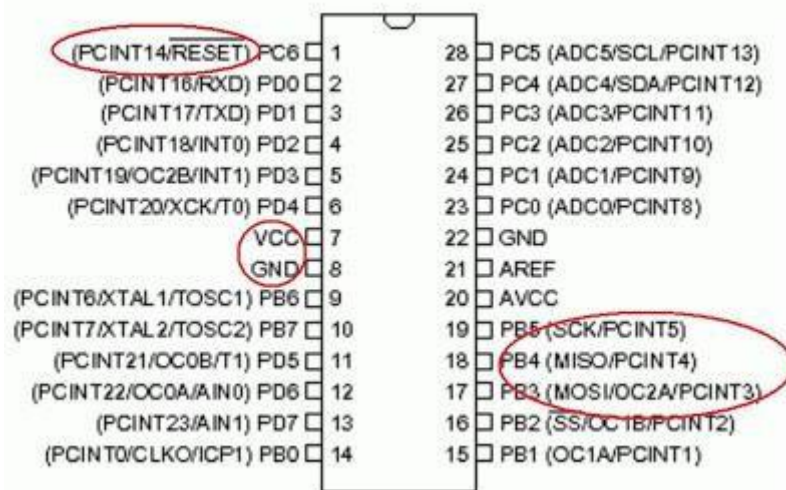 (PCINT14/RESET) PC6 1 28 PC5 (ADC5/SCL/PCINT13)
(PCINT16/RXD) PD0 2 27 PC4 (ADC4/SDA/PCINT12)
(PCINT17/TXD) PD1 3 26 PC3 (ADC3/PCINT11)
(PCINT18/INT0) PD2 4 25 PC2 (ADC2/PCINT10)
(PCINT19/OC2B/INT1) PD3 5 24 PC1 (ADC1/PCINT9)
(PCINT20/XCK/T0) PD4 6 23 PC0 (ADC0/PCINT8)
VCC 7 22 GND
GND 8 21 AREF
(PCINT6/XTAL1/TOSC1) PB6 9 20 AVCC
(PCINT7/XTAL2/TOSC2) PB7 10 19 PB5 (SCK/PCINT5)
(PCINT21/OC0B/T1) PD5 11 18 PB4 (MISO/PCINT4)
(PCINT22/OC0A/AIN0) PD6 12 17 PB3 (MOSI/OC2A/PCINT3)
(PCINT23/AIN1) PD7 13 16 PB2 (SS/OC1B/PCINT2)
(PCINT0/CLKO/ICP1) PB0 14 15 PB1 (OC1A/PCINT1)